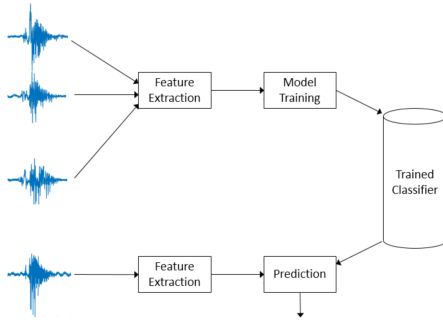 Feature
Extraction
Model
Training
Trained
Classifier
Feature
Extraction
Prediction